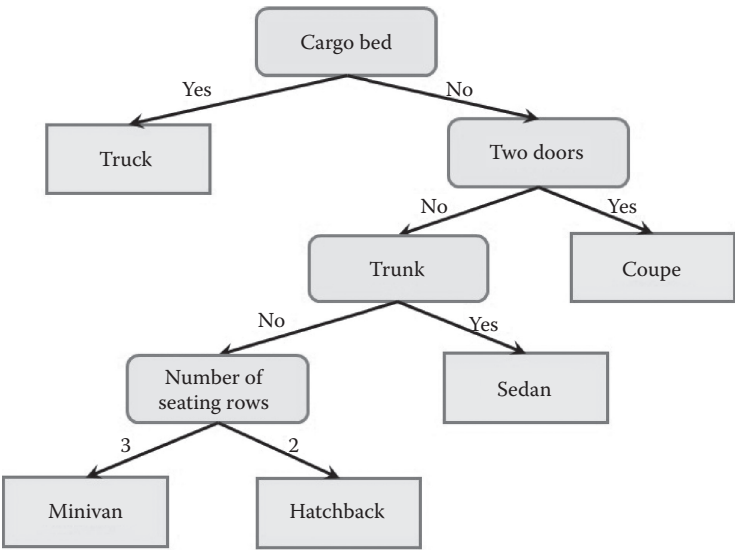 Cargo bed
Yes
No
Truck
Two doors
No
Yes
Trunk
Coupe
No
Yes
Number of
seating rows
Sedan
3
2
Minivan
Hatchback